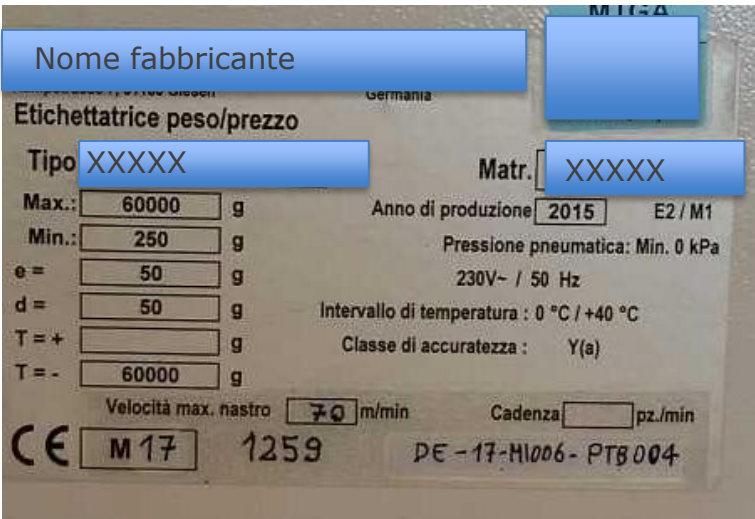 MIGA
Nome fabbricante
Germania
Etichettatrice peso/prezzo
Tipo XXXXX Matr. XXXXX
Max.: 60000 g Anno di produzione 2015 E2 / M1
Min.: 250 g Pressione pneumatica: Min. 0 kPa
e = 50 g 230V~ / 50 Hz
d = 50 g Intervallo di temperatura : 0 °C / +40 °C
T = + g Classe di accuratezza : Y(a)
T = - 60000 g
Velocità max. nastro 70 m/min Cadenza pz./min
CE M 17 1259 DE-17-MI006-PTB004